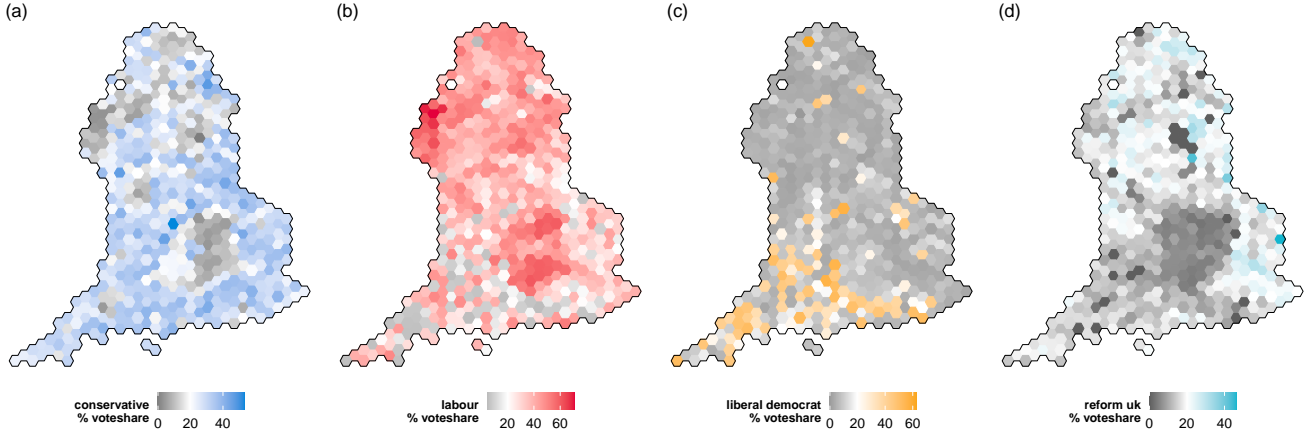 (a)
(b)
(c)
(d)
conservative
% voteshare
0 20 40
labour
% voteshare
20 40 60
liberal democrat
% voteshare
0 20 40 60
reform uk
% voteshare
0 20 40